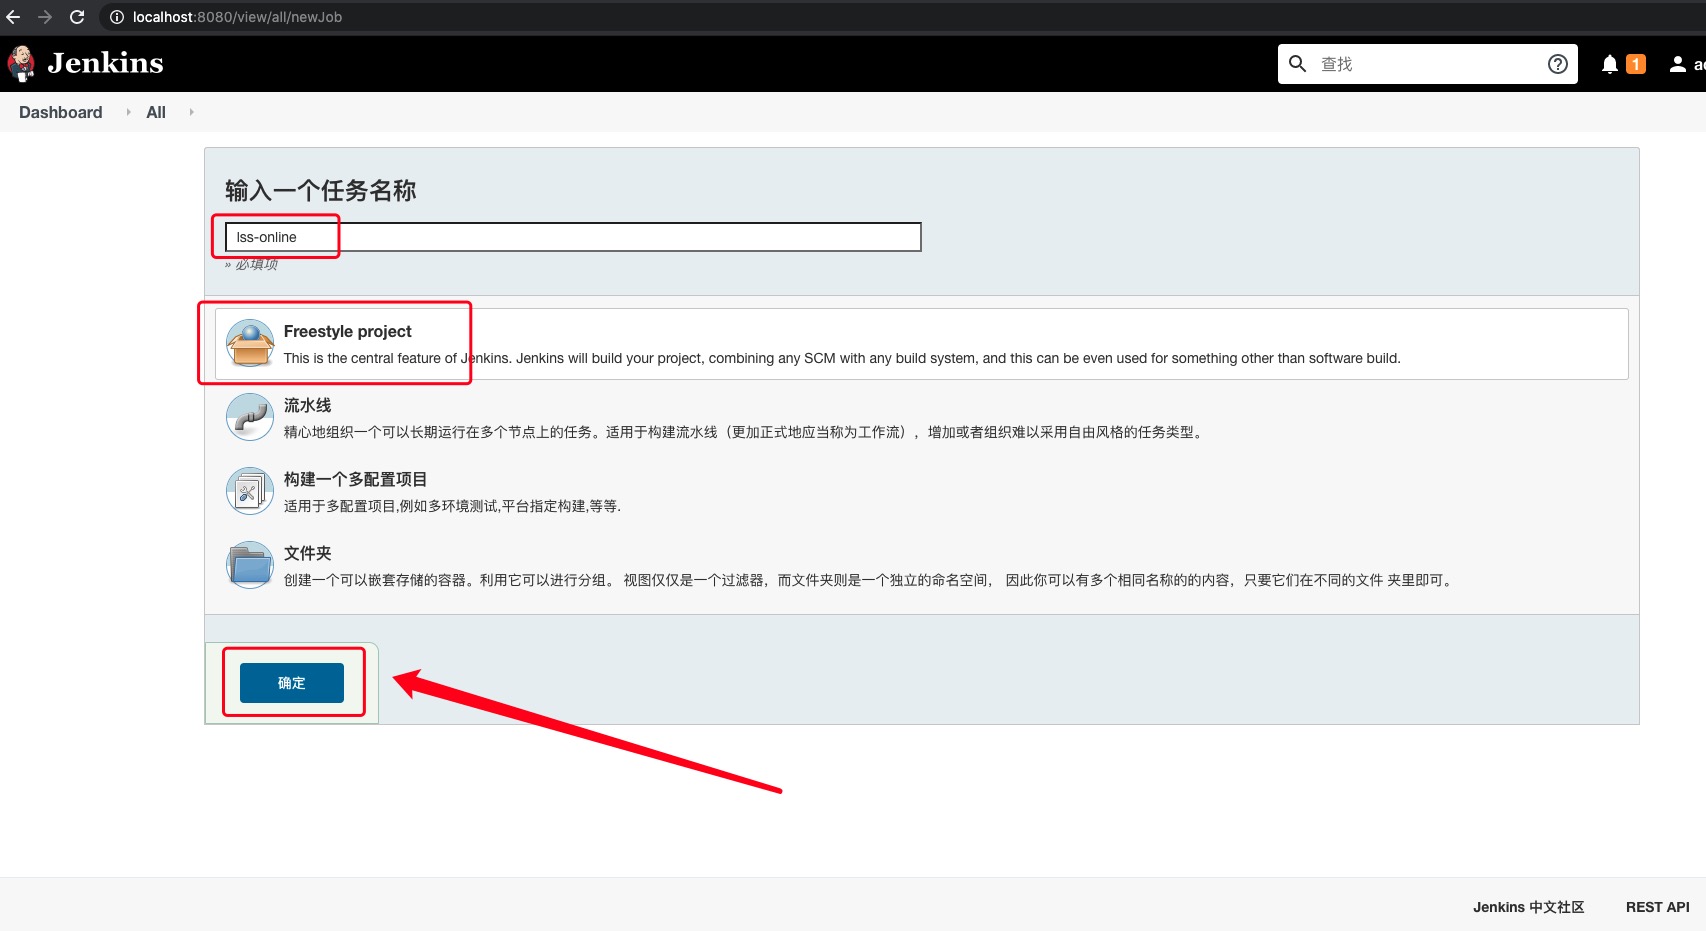 localhost:8080/view/all/newJob
Jenkins
查找
1
Dashboard
All
输入一个任务名称
lss-online
» 必填项
Freestyle project
This is the central feature of Jenkins. Jenkins will build your project, combining any SCM with any build system, and this can be even used for something other than software build.
流水线
精心地组织一个可以长期运行在多个节点上的任务。适用于构建流水线（更加正式地应当称为工作流），增加或者组织难以采用自由风格的任务类型。
构建一个多配置项目
适用于多配置项目,例如多环境测试,平台指定构建,等等.
文件夹
创建一个可以嵌套存储的容器。利用它可以进行分组。 视图仅仅是一个过滤器，而文件夹则是一个独立的命名空间， 因此你可以有多个相同名称的的内容，只要它们在不同的文件 夹里即可。
确定
Jenkins 中文社区
REST API